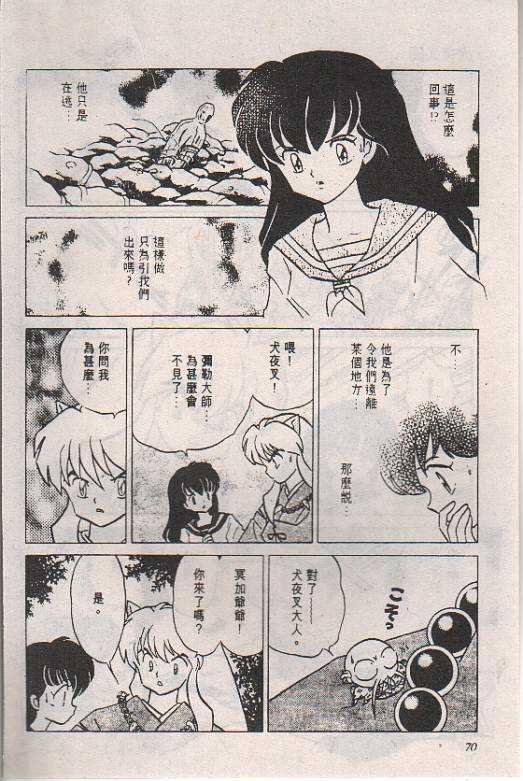 這是怎麼
回事!?
他只是
在逃…
這樣做
只為引我們
出來嗎?
不…
他是為了
令我們遠離
某個地方…
那麼說…
喂!
犬夜叉!
彌勒大師…
為甚麼會
不見了…
你問我
為甚麼…
對了~~~
犬夜叉大人。
こそっ
冥加爺爺!
你來了嗎?
是。
70